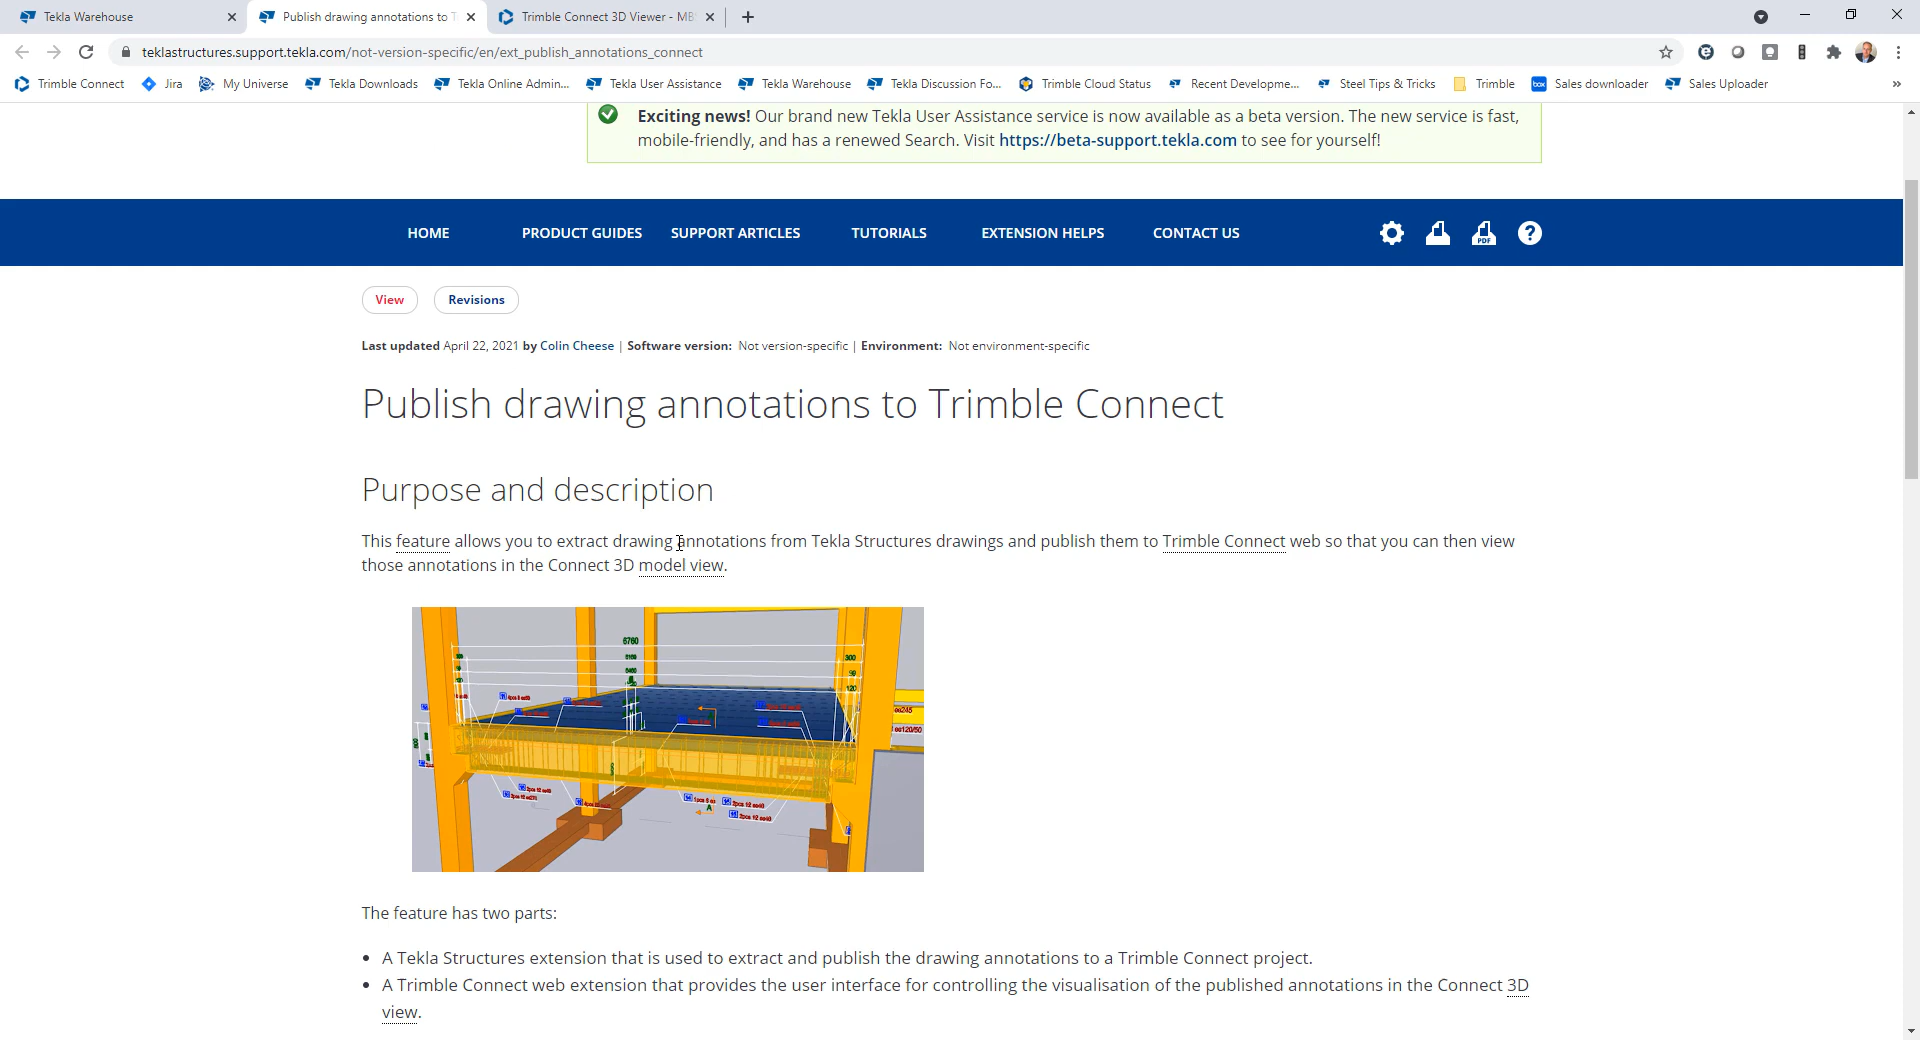 Tekla Warehouse
Publish drawing annotations to T
Trimble Connect 3D Viewer - MB
teklastructures.support.tekla.com/not-version-specific/en/ext_publish_annotations_connect
Trimble Connect
Jira
My Universe
Tekla Downloads
Tekla Online Admin...
Tekla User Assistance
Tekla Warehouse
Tekla Discussion Fo...
Trimble Cloud Status
Recent Developme...
Steel Tips & Tricks
Trimble
box
Sales downloader
Sales Uploader
»
Exciting news! Our brand new Tekla User Assistance service is now available as a beta version. The new service is fast,
mobile-friendly, and has a renewed Search. Visit https://beta-support.tekla.com to see for yourself!
HOME
PRODUCT GUIDES
SUPPORT ARTICLES
TUTORIALS
EXTENSION HELPS
CONTACT US
PDF
?
View
Revisions
Last updated April 22, 2021 by Colin Cheese | Software version: Not version-specific | Environment: Not environment-specific
Publish drawing annotations to Trimble Connect
Purpose and description
This feature allows you to extract drawing annotations from Tekla Structures drawings and publish them to Trimble Connect web so that you can then view
those annotations in the Connect 3D model view.
6760
300
120
The feature has two parts:
• A Tekla Structures extension that is used to extract and publish the drawing annotations to a Trimble Connect project.
• A Trimble Connect web extension that provides the user interface for controlling the visualisation of the published annotations in the Connect 3D
view.